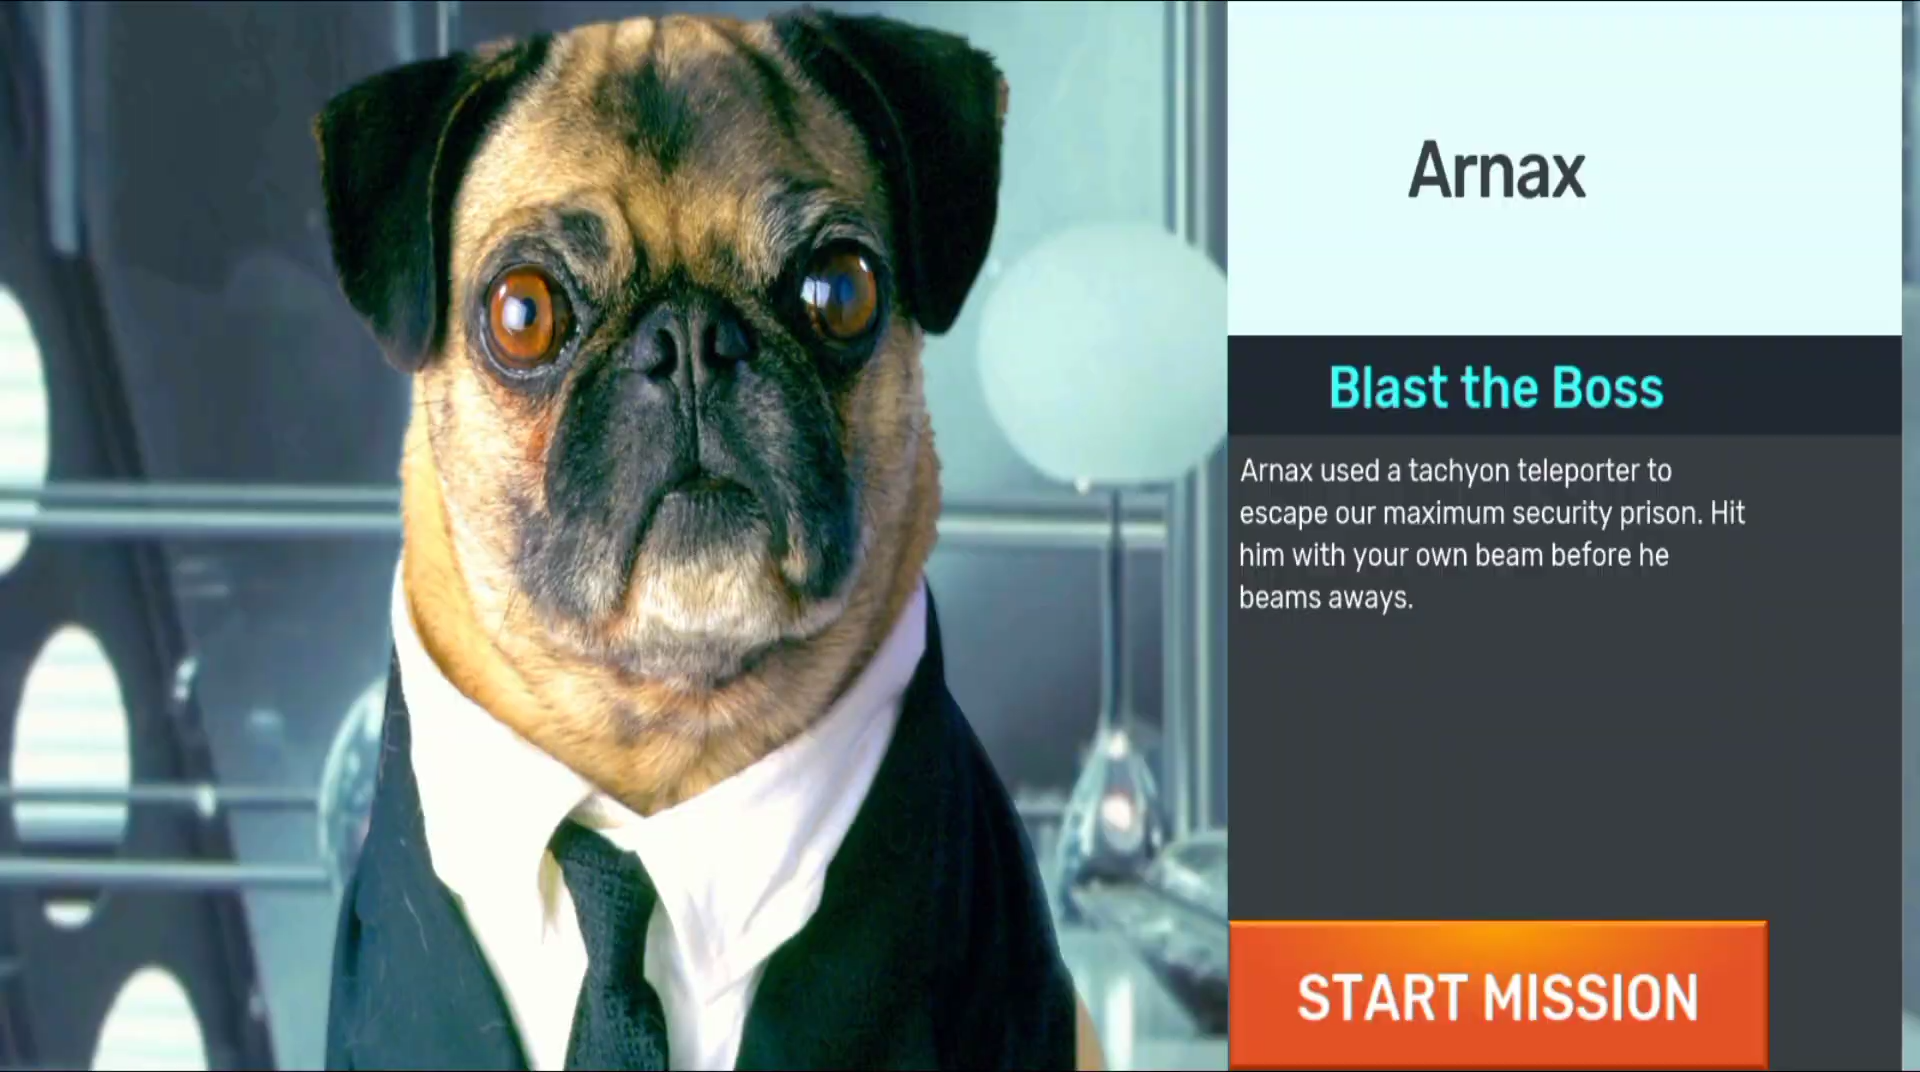 Arnax
Blast the Boss
Arnax used a tachyon teleporter to
escape our maximum security prison. Hit
him with your own beam before he
beams aways.
START MISSION